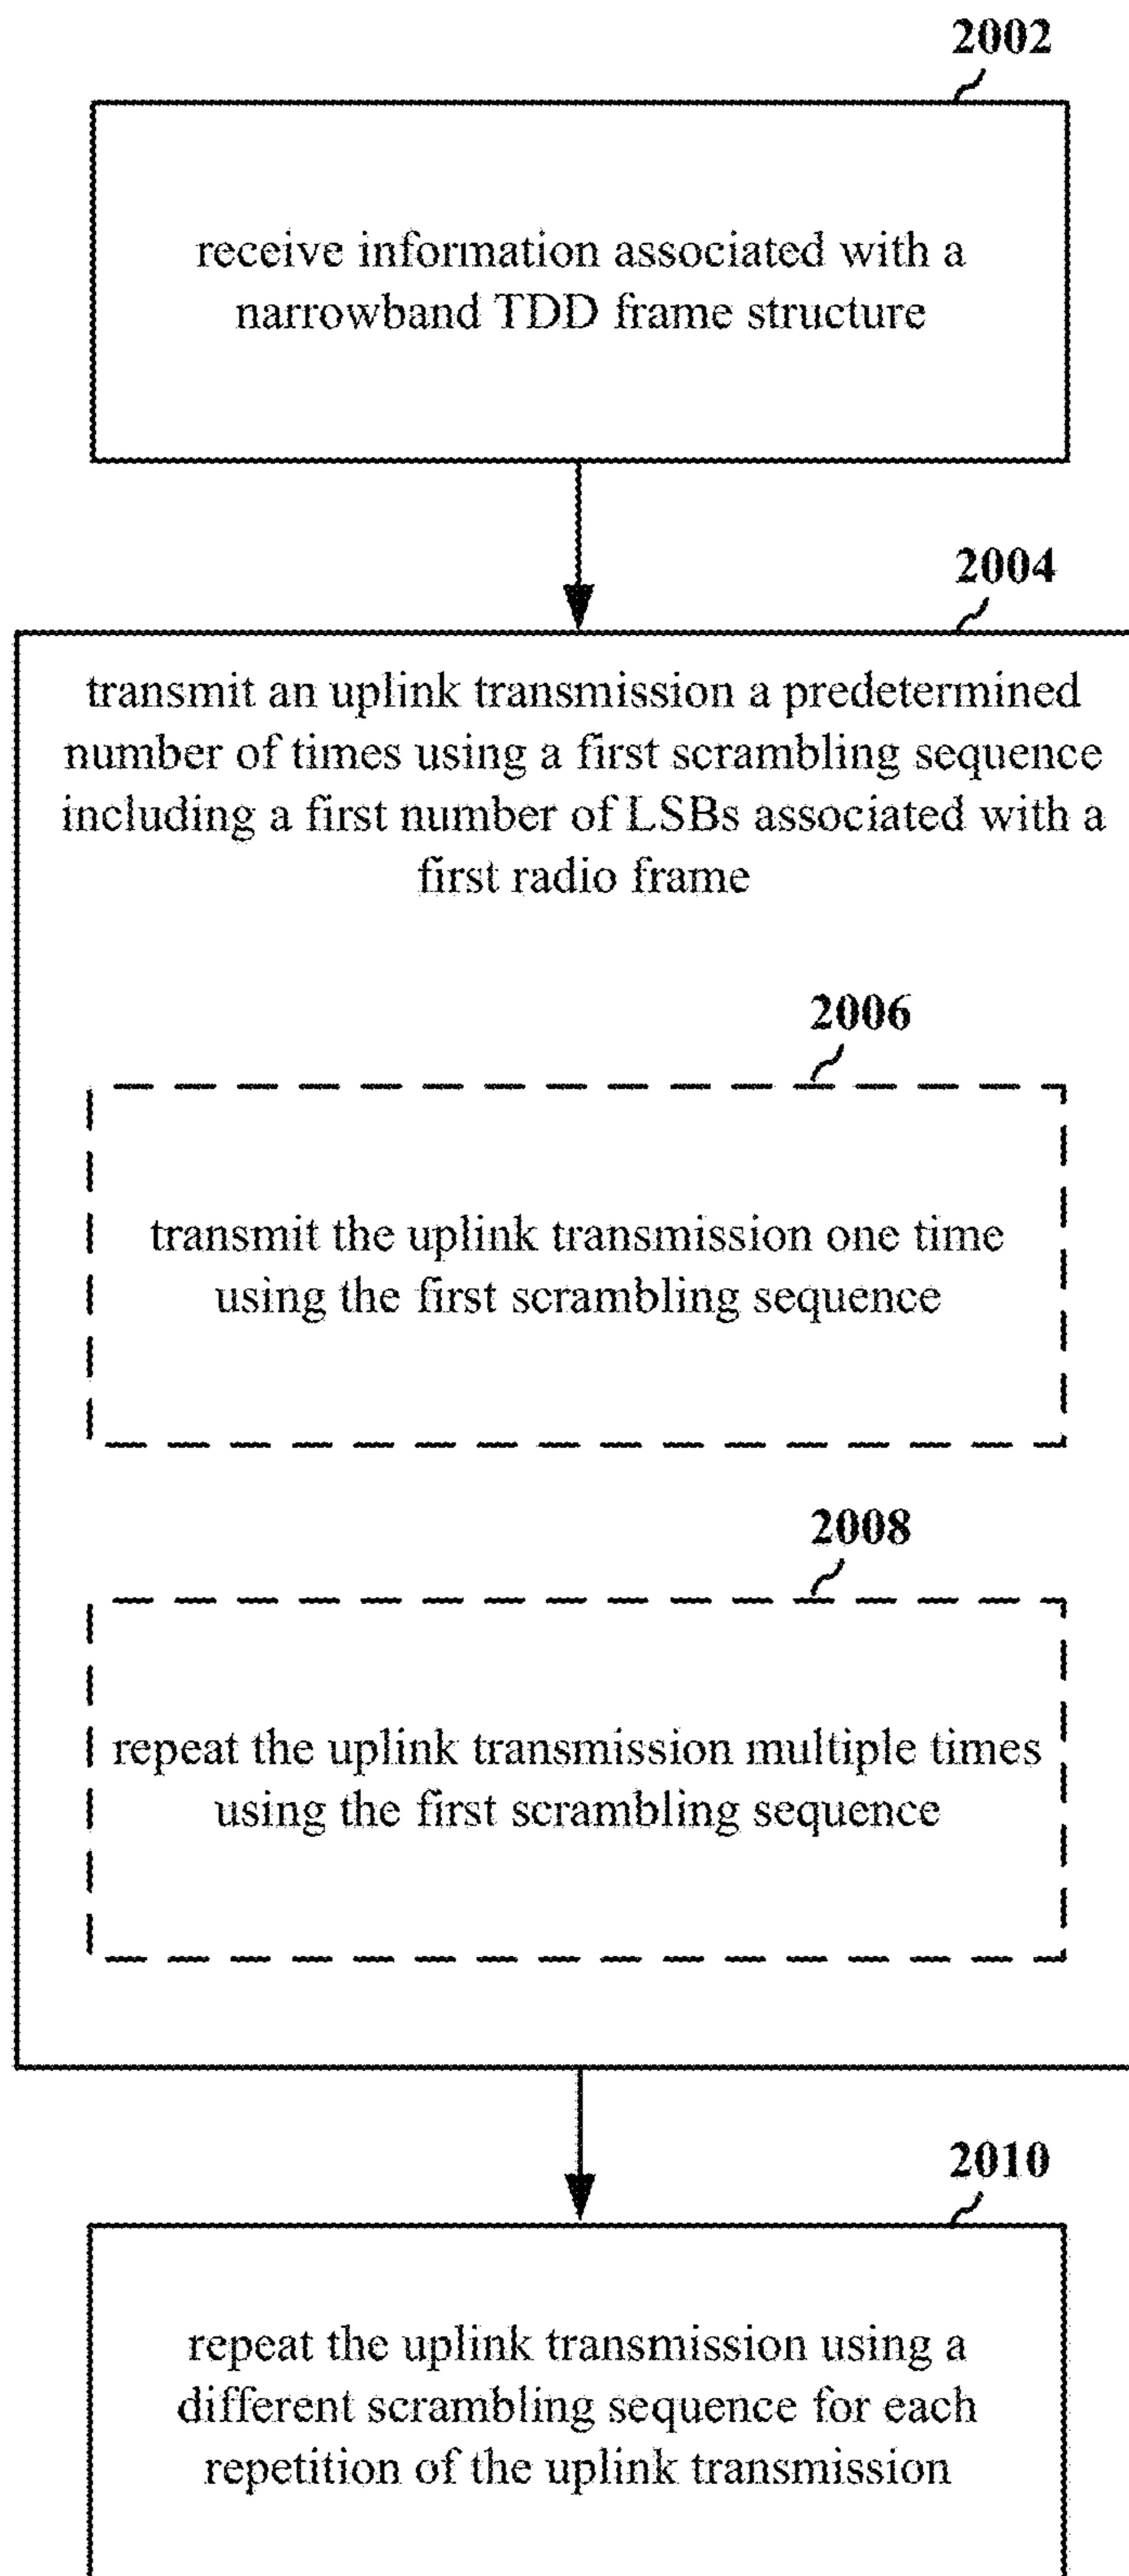 2002
receive information associated with a
narrowband TDD frame structure
2004
transmit an uplink transmission a predetermined
number of times using a first scrambling sequence
including a first number of LSBs associated with a
first radio frame
2006
transmit the uplink transmission one time
using the first scrambling sequence
2008
repeat the uplink transmission multiple times
using the first scrambling sequence
2010
repeat the uplink transmission using a
different scrambling sequence for each
repetition of the uplink transmission